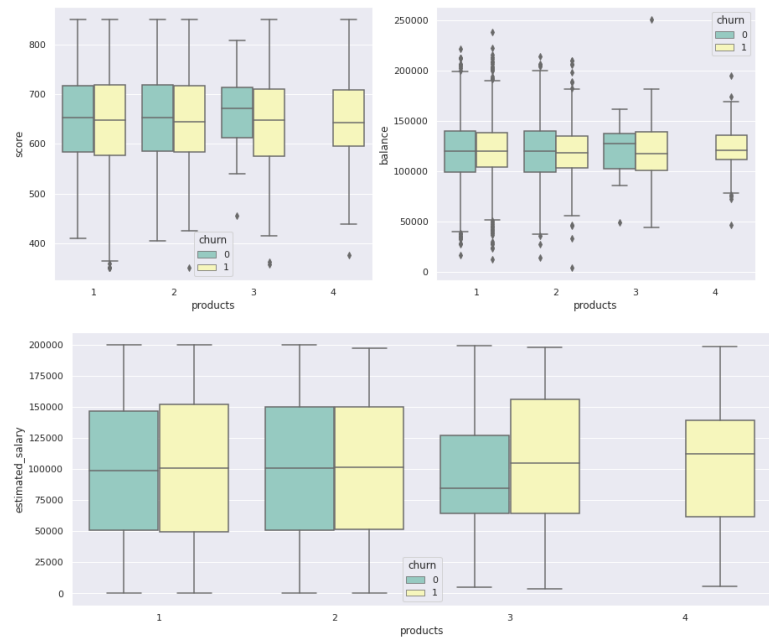 800
700
600
500
400
score
churn
0
1
1 2 3 4
products
250000
200000
150000
100000
50000
0
balance
churn
0
1
1 2 3 4
products
200000
175000
150000
125000
100000
75000
50000
25000
0
estimated_salary
churn
0
1
1 2 3 4
products